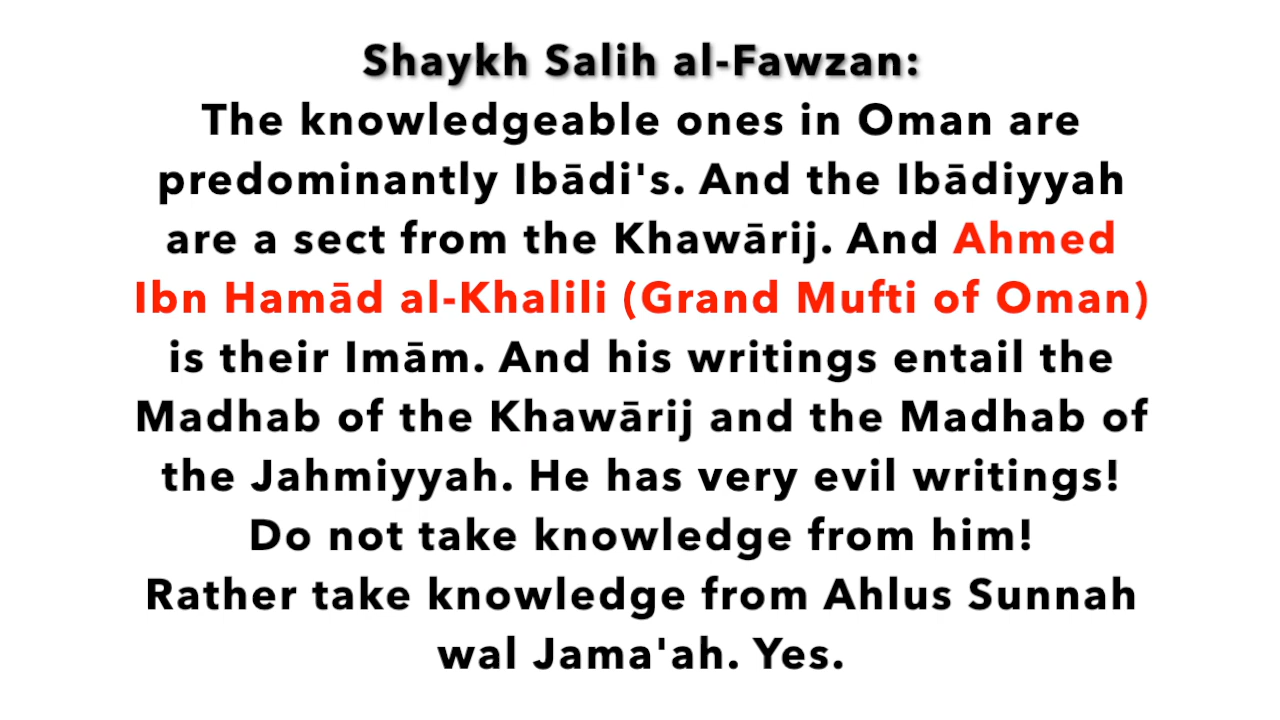 Shaykh Salih al-Fawzan:
The knowledgeable ones in Oman are
predominantly Ibādi's. And the Ibādiyyah
are a sect from the Khawārij. And Ahmed
Ibn Hamād al-Khalili (Grand Mufti of Oman)
is their Imām. And his writings entail the
Madhab of the Khawārij and the Madhab of
the Jahmiyyah. He has very evil writings!
Do not take knowledge from him!
Rather take knowledge from Ahlus Sunnah
wal Jama'ah. Yes.